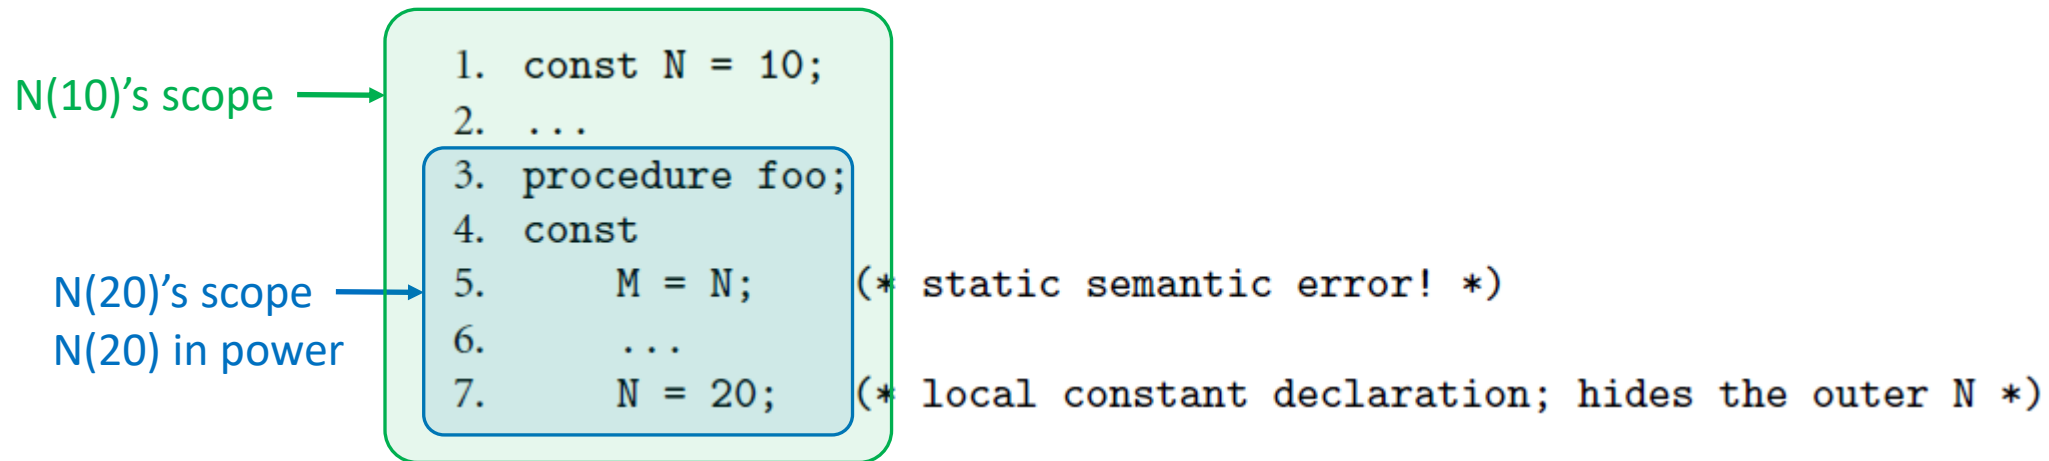 N(10)’s scope
1. const N = 10;
2. ...
3. procedure foo;
4. const
N(20)’s scope
N(20) in power
5. M = N; (* static semantic error! *)
6. ...
7. N = 20; (* local constant declaration; hides the outer N *)